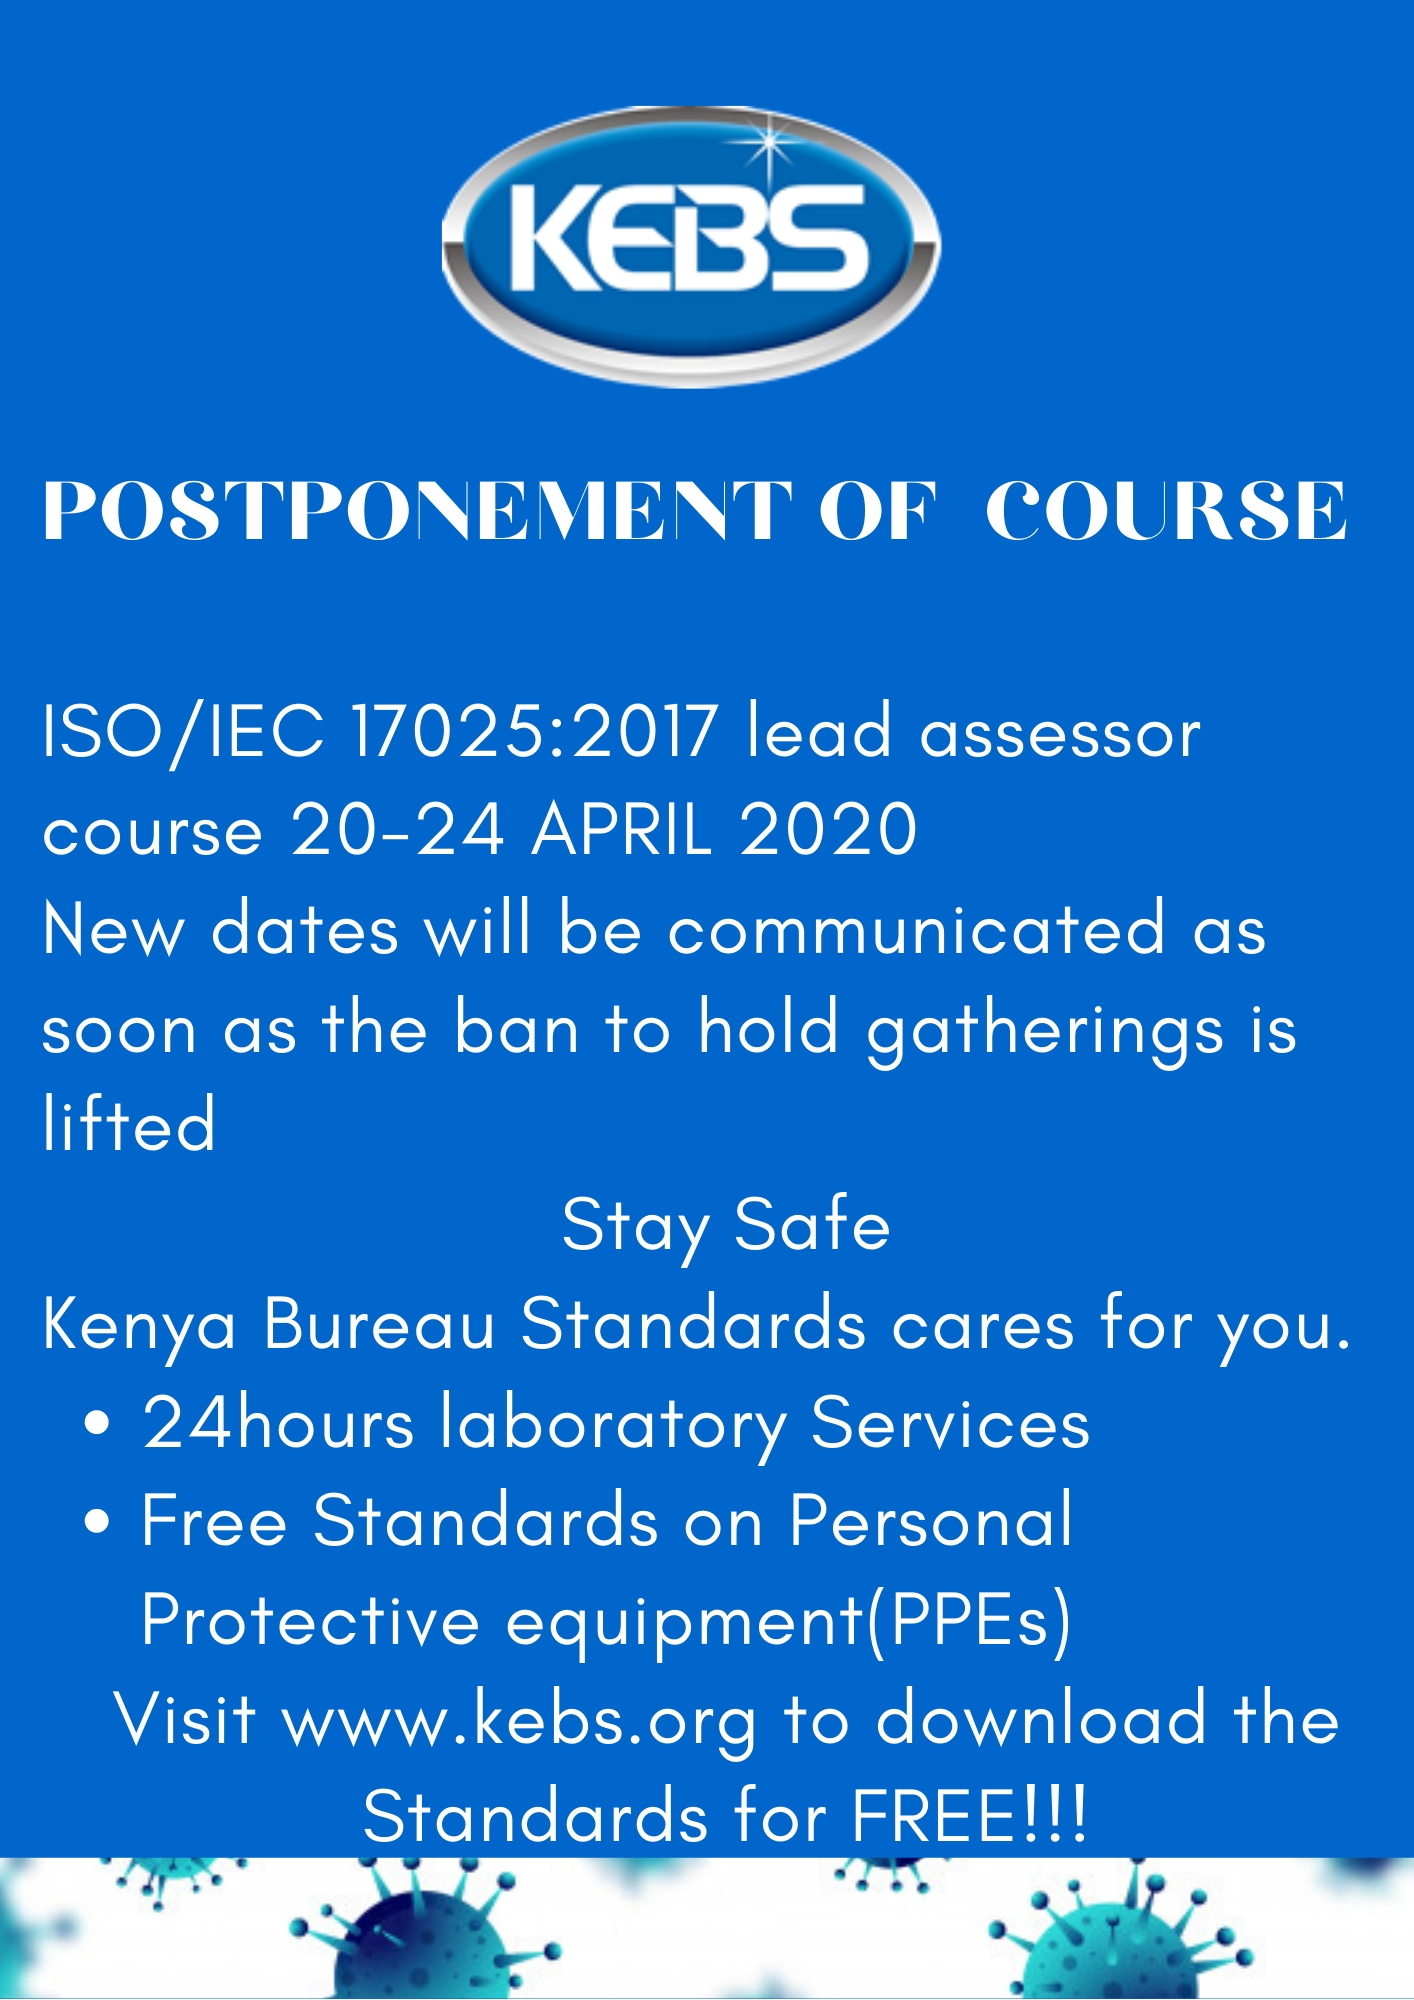 KEBS
POSTPONEMENT OF COURSE
ISO/IEC 17025:2017 lead assessor
course 20-24 APRIL 2020
New dates will be communicated as
soon as the ban to hold gatherings is
lifted
Stay Safe
Kenya Bureau Standards cares for you.
• 24hours laboratory Services
• Free Standards on Personal
Protective equipment(PPEs)
Visit www.kebs.org to download the
Standards for FREE!!!